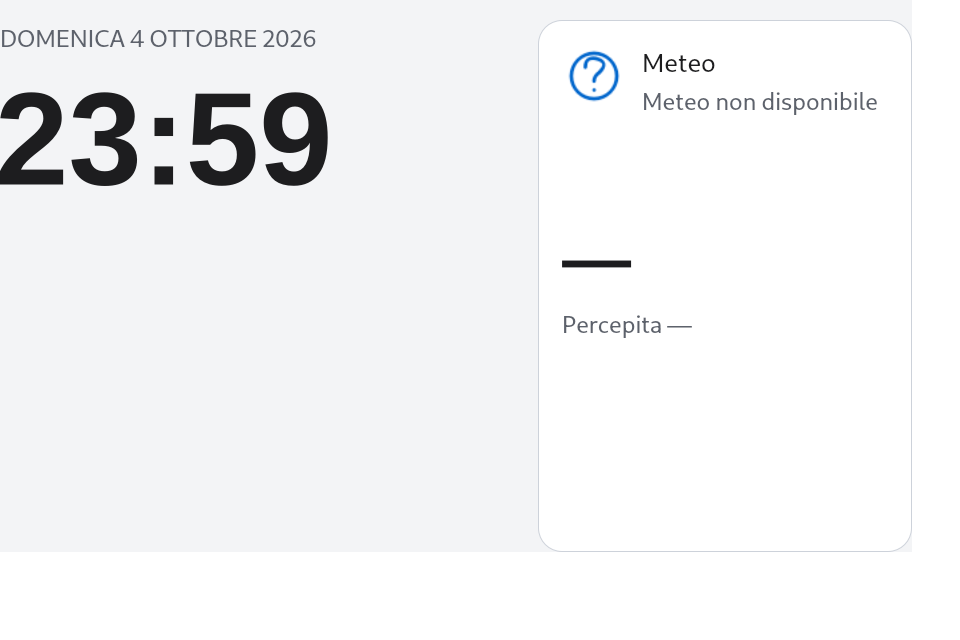 DOMENICA 4 OTTOBRE 2026
23:59
Meteo
Meteo non disponibile
—
Percepita —